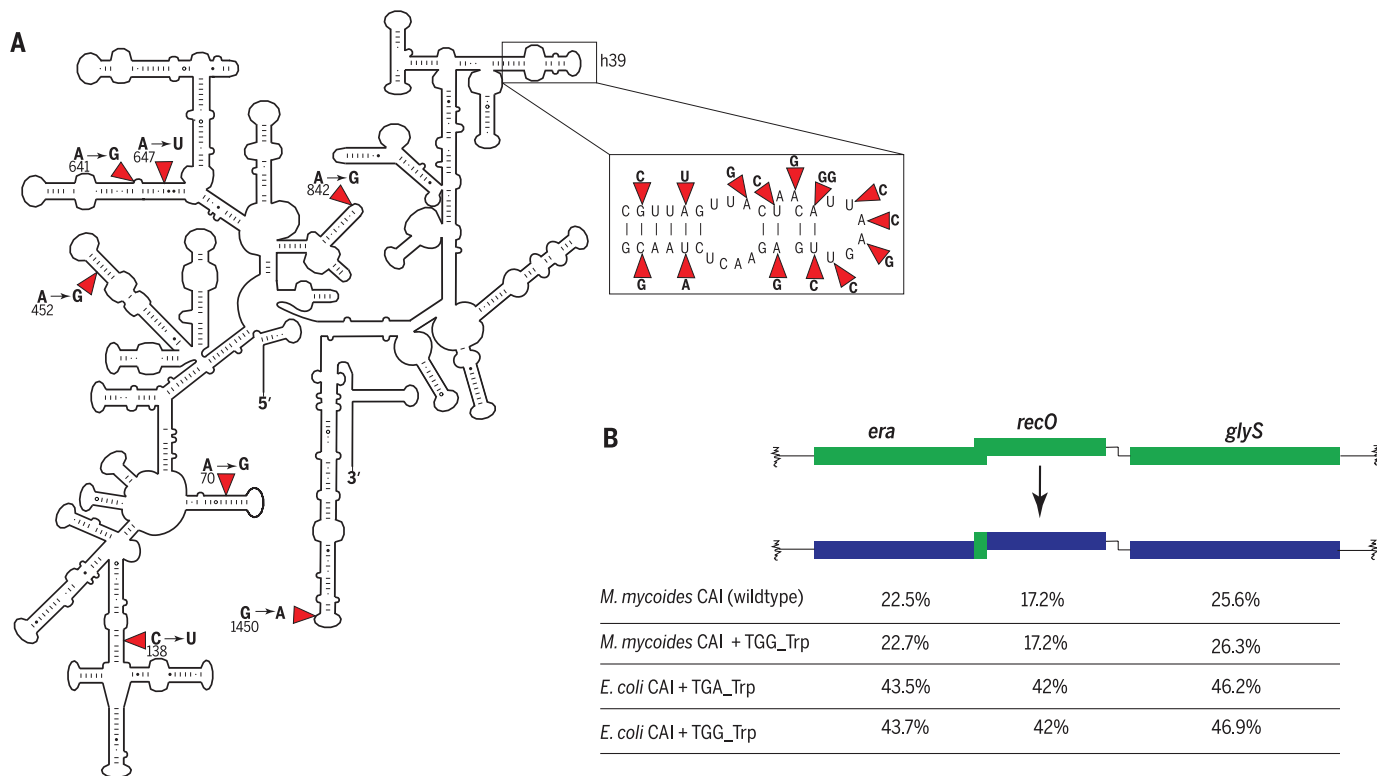 A
h39
A→G
641
A→U
647
A→G
842
C U G C G GG C
C G U U A G U U A C U A A C A U U
A C
A G
G C A A C U C U A A G A G U U G
G A G C C
A→G
452
5′
3′
A→G
70
G→A
1450
C→U
138
B
era recO glyS
M. mycoides CAI (wildtype) 22.5% 17.2% 25.6%
M. mycoides CAI + TGG_Trp 22.7% 17.2% 26.3%
E. coli CAI + TGA_Trp 43.5% 42% 46.2%
E. coli CAI + TGG_Trp 43.7% 42% 46.9%